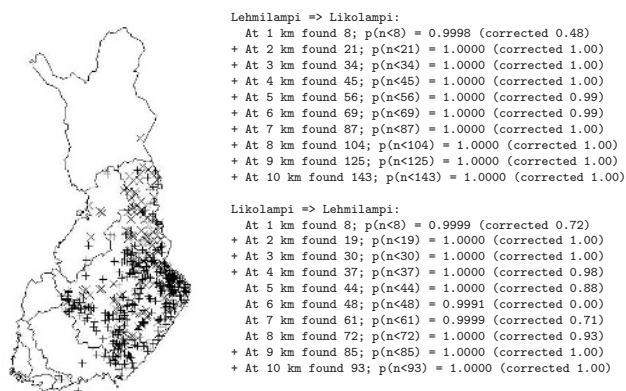 Lehmilampi => Likolampi:
At 1 km found 8; p(n<8) = 0.9998 (corrected 0.48)
+ At 2 km found 21; p(n<21) = 1.0000 (corrected 1.00)
+ At 3 km found 34; p(n<34) = 1.0000 (corrected 1.00)
+ At 4 km found 45; p(n<45) = 1.0000 (corrected 1.00)
+ At 5 km found 56; p(n<56) = 1.0000 (corrected 0.99)
+ At 6 km found 69; p(n<69) = 1.0000 (corrected 0.99)
+ At 7 km found 87; p(n<87) = 1.0000 (corrected 1.00)
+ At 8 km found 104; p(n<104) = 1.0000 (corrected 1.00)
+ At 9 km found 125; p(n<125) = 1.0000 (corrected 1.00)
+ At 10 km found 143; p(n<143) = 1.0000 (corrected 1.00)
Likolampi => Lehmilampi:
At 1 km found 8; p(n<8) = 0.9999 (corrected 0.72)
+ At 2 km found 19; p(n<19) = 1.0000 (corrected 1.00)
+ At 3 km found 30; p(n<30) = 1.0000 (corrected 1.00)
+ At 4 km found 37; p(n<37) = 1.0000 (corrected 0.98)
At 5 km found 44; p(n<44) = 1.0000 (corrected 0.88)
At 6 km found 48; p(n<48) = 0.9991 (corrected 0.00)
At 7 km found 61; p(n<61) = 0.9999 (corrected 0.71)
At 8 km found 72; p(n<72) = 1.0000 (corrected 0.93)
+ At 9 km found 85; p(n<85) = 1.0000 (corrected 1.00)
+ At 10 km found 93; p(n<93) = 1.0000 (corrected 1.00)